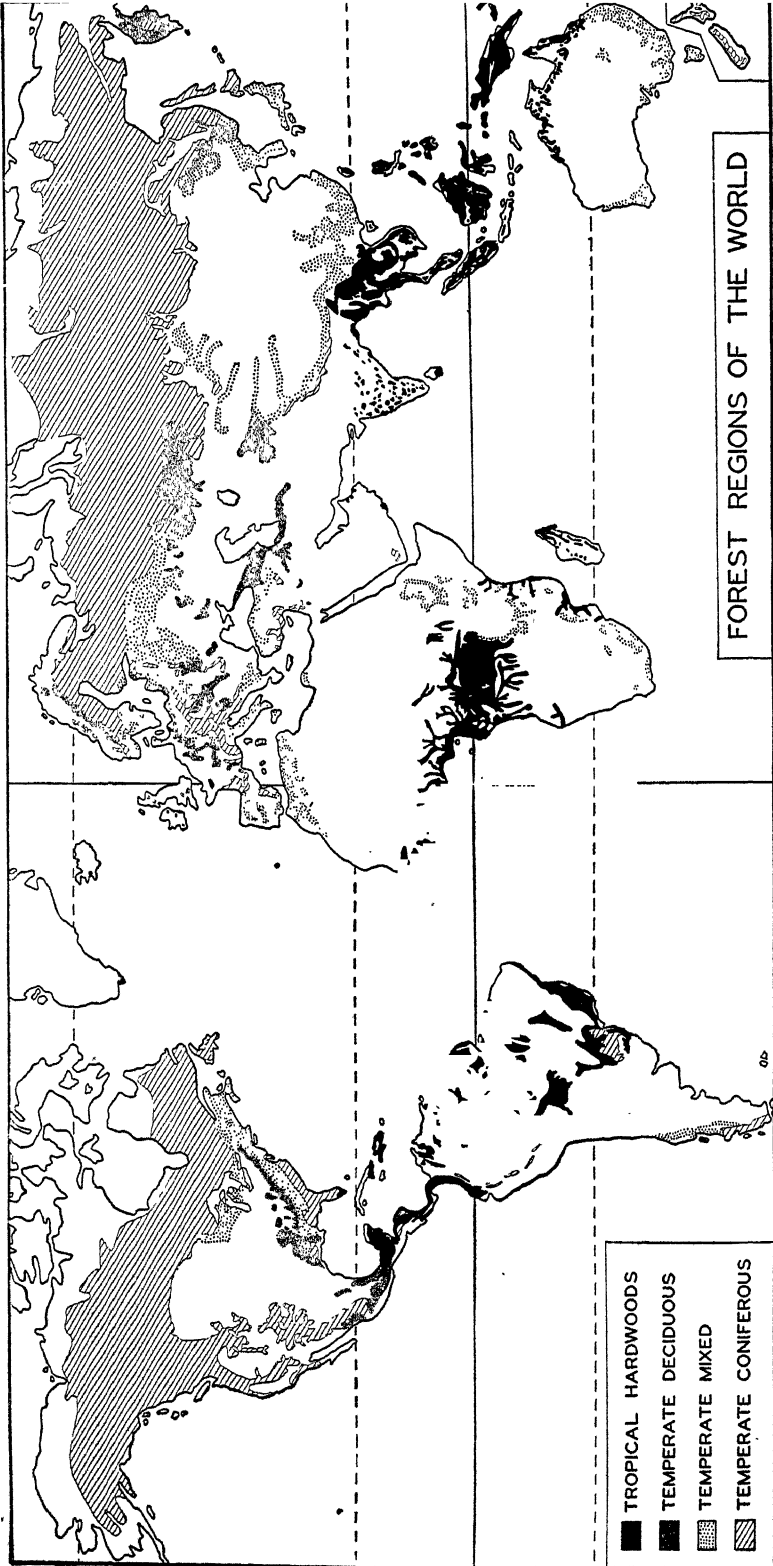 FOREST REGIONS OF THE WORLD
TROPICAL HARDWOODS
TEMPERATE DECIDUOUS
TEMPERATE MIXED
TEMPERATE CONIFEROUS